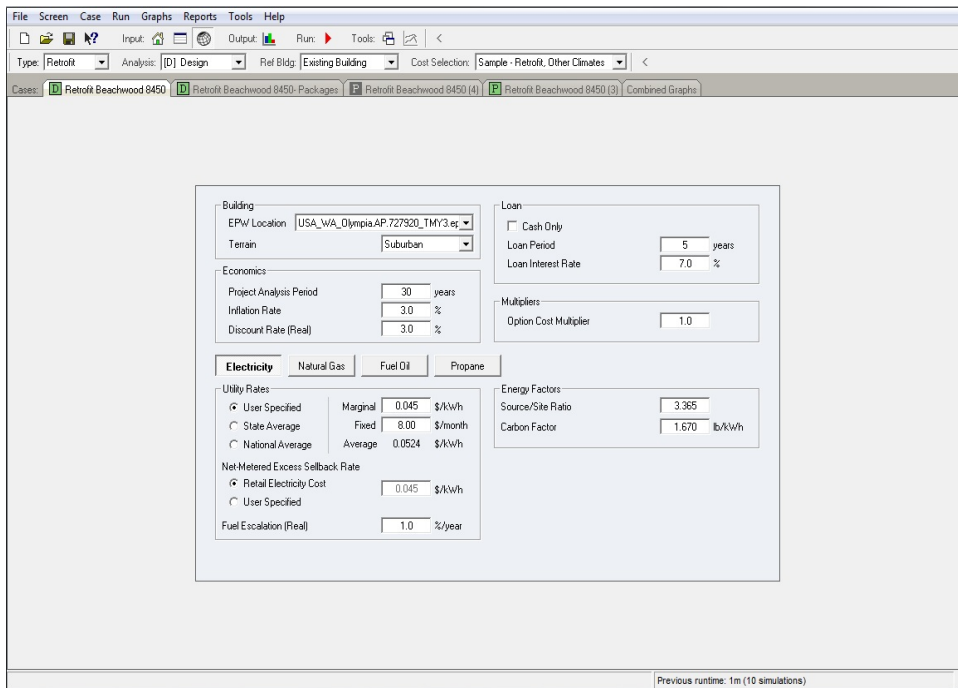 File Screen Case Run Graphs Reports Tools Help
Input: Output: Run: Tools: <
Type: Retrofit Analysis: [D] Design Ref Bldg: Existing Building Cost Selection: Sample - Retrofit, Other Climates <
Cases: D Retrofit Beachwood 8450 D Retrofit Beachwood 8450- Packages P Retrofit Beachwood 8450 (4) P Retrofit Beachwood 8450 (3) Combined Graphs
Building
EPW Location USA_WA_Olympia.AP.727920_TMY3.ep
Terrain Suburban
Economics
Project Analysis Period 30 years
Inflation Rate 3.0 %
Discount Rate (Real) 3.0 %
Loan
Cash Only
Loan Period 5 years
Loan Interest Rate 7.0 %
Multipliers
Option Cost Multiplier 1.0
Electricity Natural Gas Fuel Oil Propane
Utility Rates
User Specified Marginal 0.045 $/kWh
State Average Fixed 8.00 $/month
National Average Average 0.0524 $/kWh
Net-Metered Excess Sellback Rate
Retail Electricity Cost 0.045 $/kWh
User Specified
Fuel Escalation (Real) 1.0 %/year
Energy Factors
Source/Site Ratio 3.365
Carbon Factor 1.670 lb/kWh
Previous runtime: 1m (10 simulations)